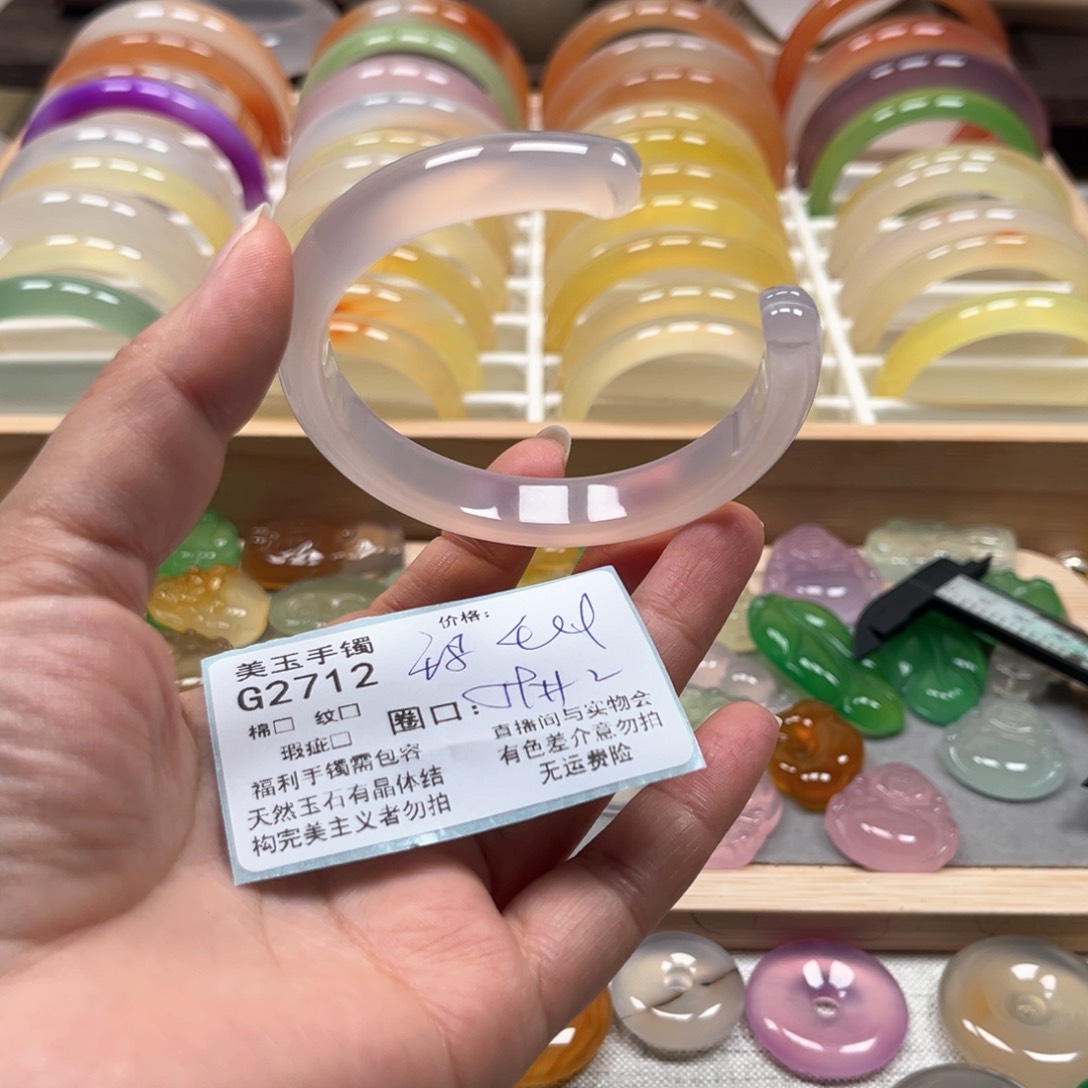 价格:
美玉手镯
G2712
棉□ 纹□
圈口:
瑕疵□
福利手镯需包容
天然玉石有晶体结
构完美主义者勿拍
直播间与实物会
有色差介意勿拍
无运费险